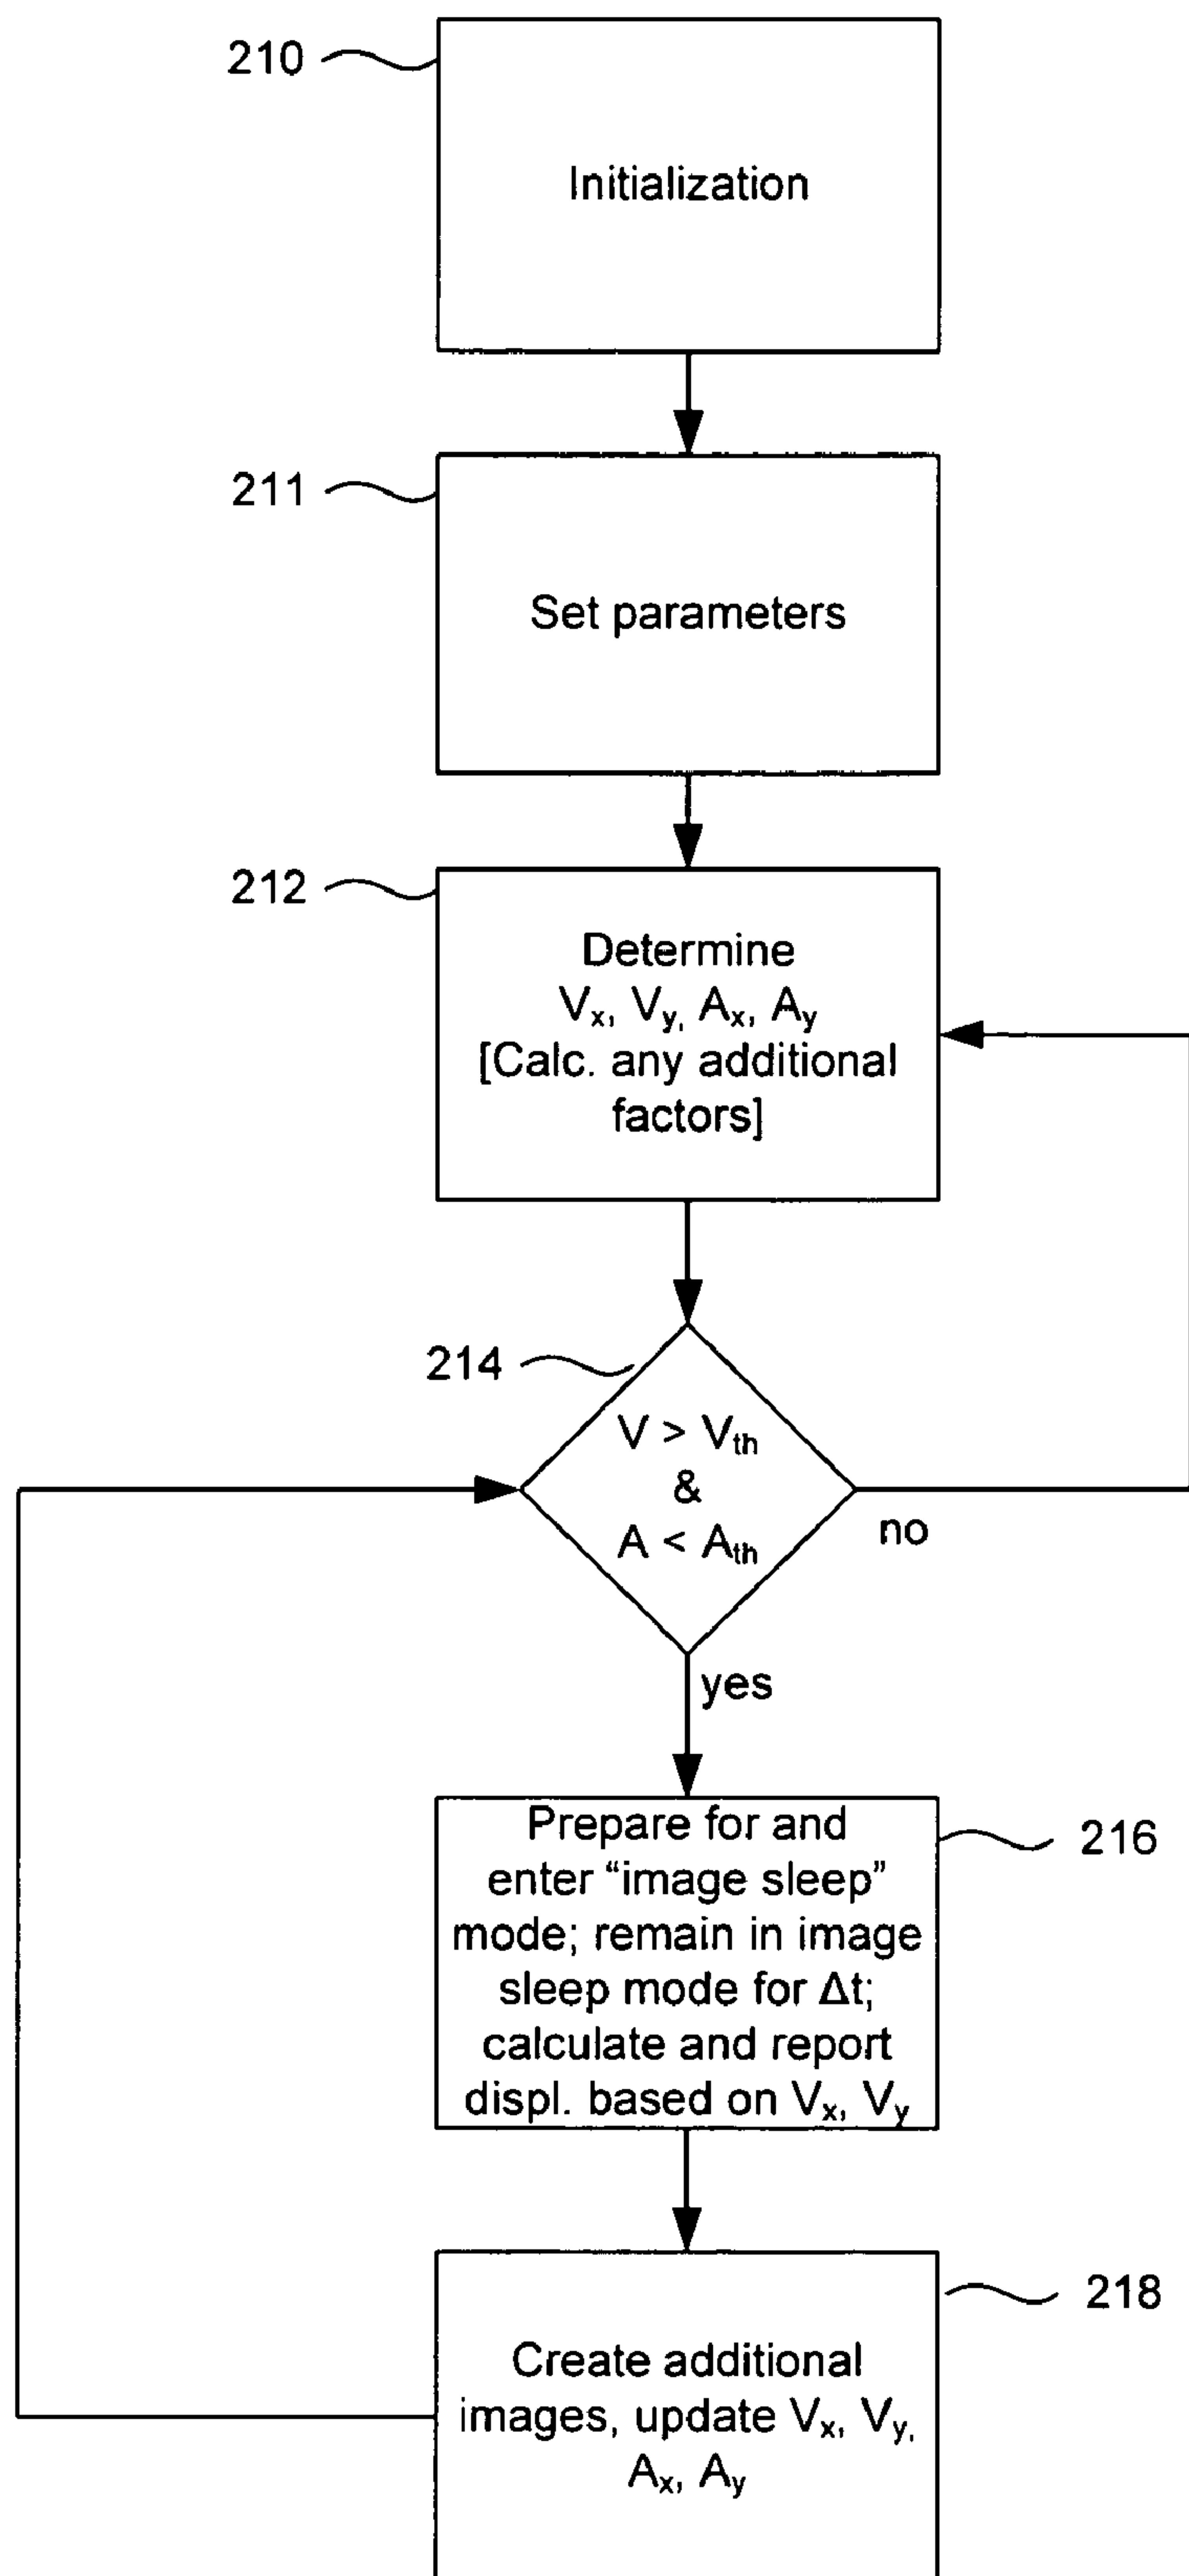 210
Initialization
211
Set parameters
212
Determine
Vx, Vy, Ax, Ay
[Calc. any additional
factors]
214
V > Vth
&
A < Ath
no
yes
Prepare for and
enter “image sleep”
mode; remain in image
sleep mode for Δt;
calculate and report
displ. based on Vx, Vy
216
218
Create additional
images, update Vx, Vy,
Ax, Ay